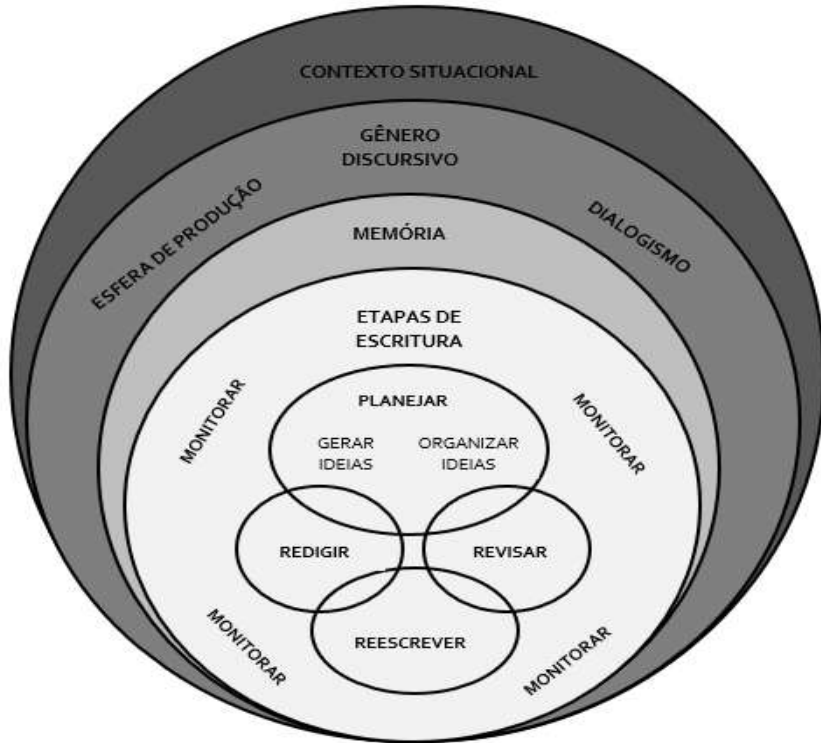 CONTEXTO SITUACIONAL
GÊNERO
DISCURSIVO
ESFERA DE PRODUÇÃO
DIALOGISMO
MEMÓRIA
ETAPAS DE
ESCRITURA
MONITORAR
MONITORAR
PLANEJAR
GERAR
IDEIAS
ORGANIZAR
IDEIAS
REDIGIR
REVISAR
REESCREVER
MONITORAR
MONITORAR